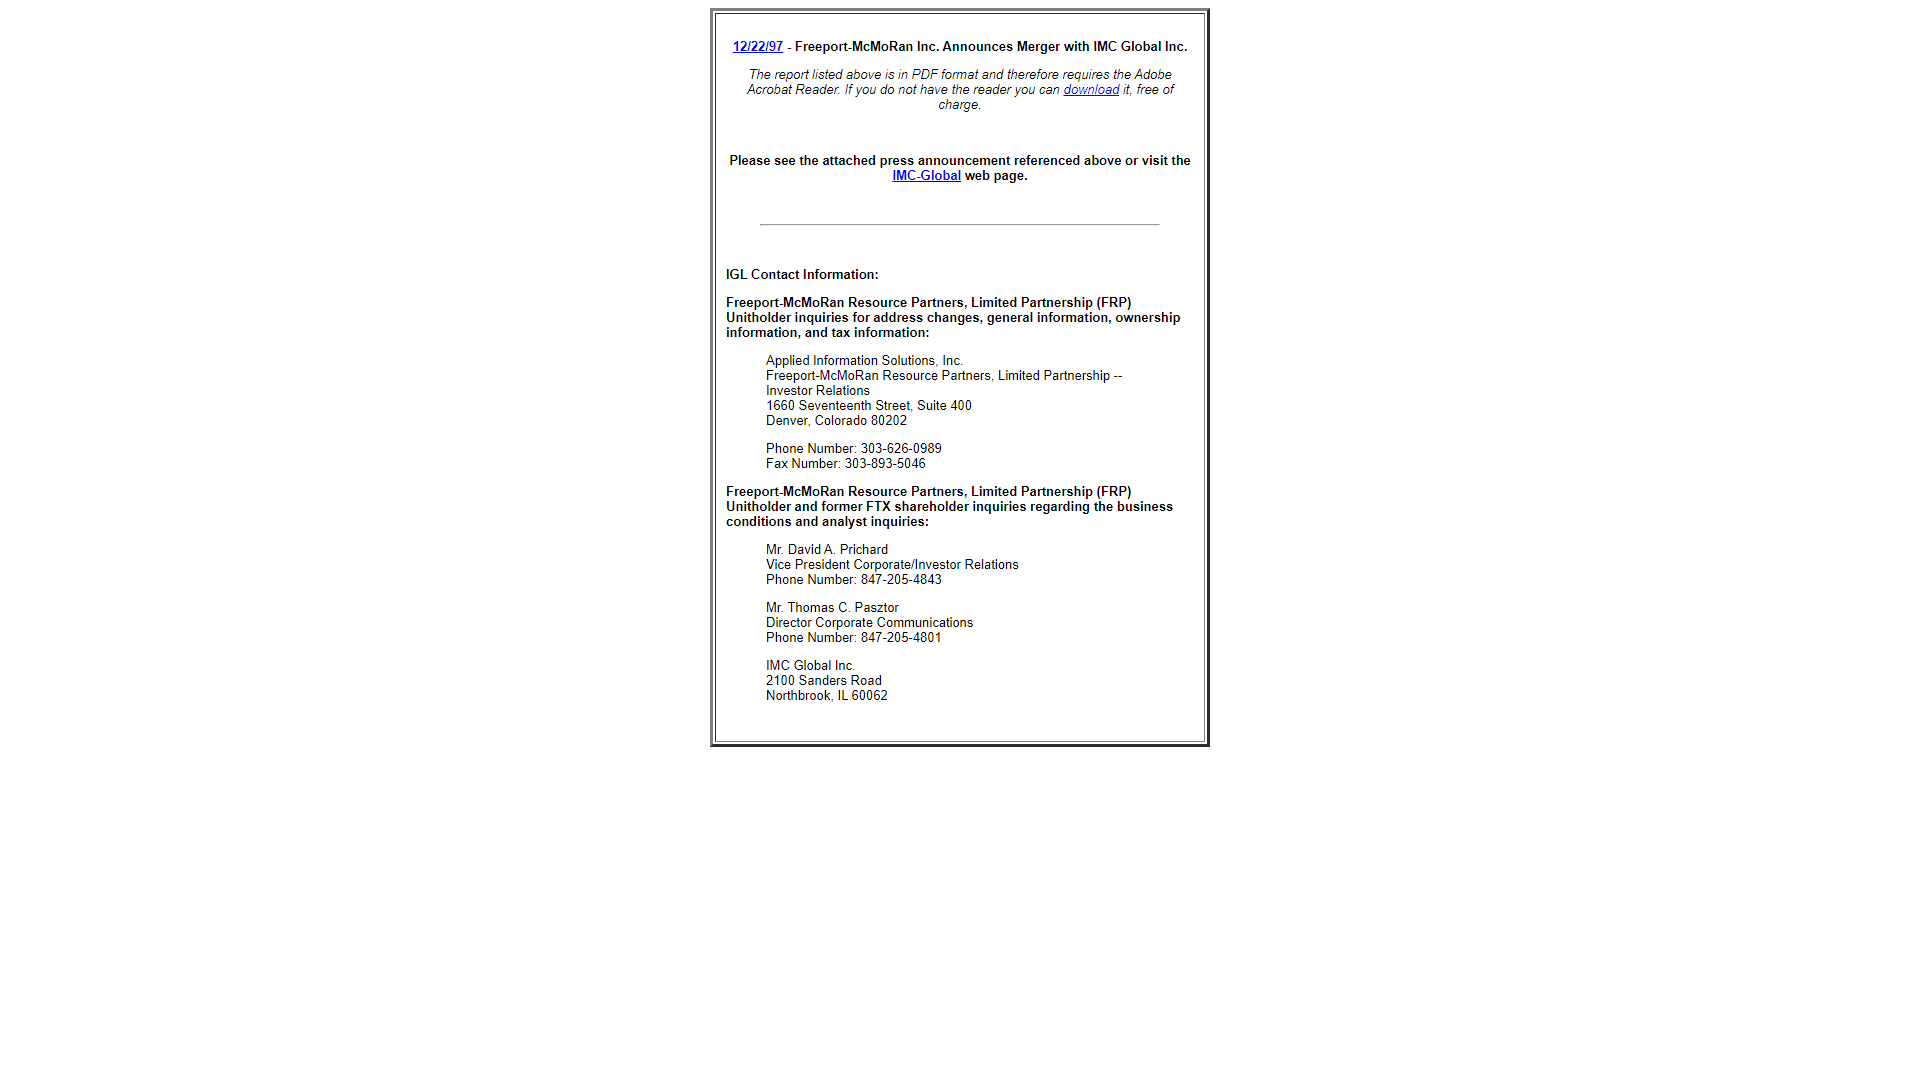 12/22/97 - Freeport-McMoRan Inc. Announces Merger with IMC Global Inc.
The report listed above is in PDF format and therefore requires the Adobe
Acrobat Reader. If you do not have the reader you can download it, free of
charge.
Please see the attached press announcement referenced above or visit the
IMC-Global web page.
IGL Contact Information:
Freeport-McMoRan Resource Partners, Limited Partnership (FRP)
Unitholder inquiries for address changes, general information, ownership
information, and tax information:
Applied Information Solutions, Inc.
Freeport-McMoRan Resource Partners, Limited Partnership --
Investor Relations
1660 Seventeenth Street, Suite 400
Denver, Colorado 80202
Phone Number: 303-626-0989
Fax Number: 303-893-5046
Freeport-McMoRan Resource Partners, Limited Partnership (FRP)
Unitholder and former FTX shareholder inquiries regarding the business
conditions and analyst inquiries:
Mr. David A. Prichard
Vice President Corporate/Investor Relations
Phone Number: 847-205-4843
Mr. Thomas C. Pasztor
Director Corporate Communications
Phone Number: 847-205-4801
IMC Global Inc.
2100 Sanders Road
Northbrook, IL 60062